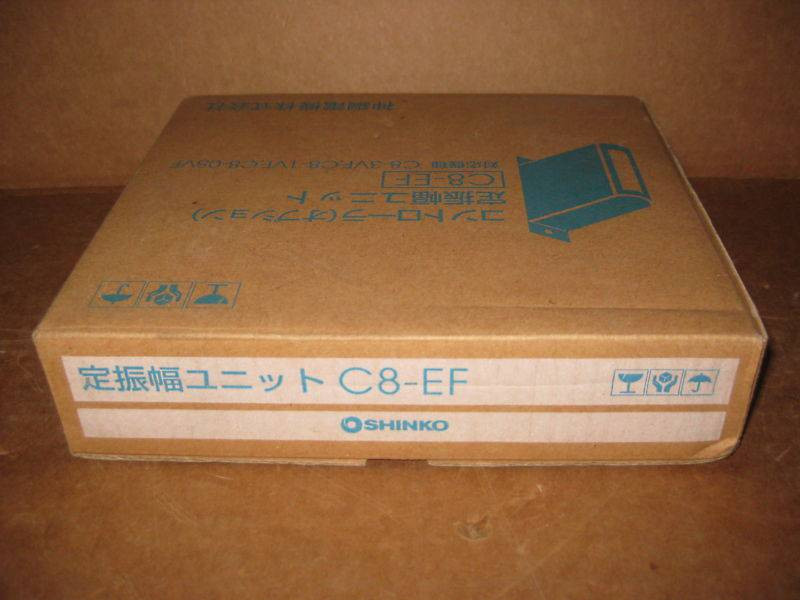 コントローラ(オプション)
定振幅ユニット
C8-EF
対応機種 C8-3VF・C8-1VF・C8-03VF
神鋼電機株式会社
定振幅ユニット C8-EF
SHINKO